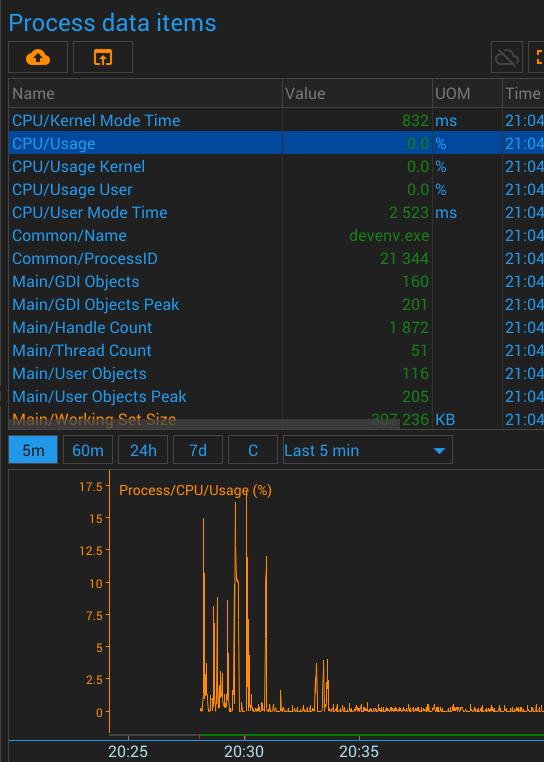 Process data items
Name Value UOM Time
CPU/Kernel Mode Time 832 ms 21:04
CPU/Usage 0.0 % 21:04
CPU/Usage Kernel 0.0 % 21:04
CPU/Usage User 0.0 % 21:04
CPU/User Mode Time 2 523 ms 21:04
Common/Name devenv.exe 21:04
Common/ProcessID 21 344 21:04
Main/GDI Objects 160 21:04
Main/GDI Objects Peak 201 21:04
Main/Handle Count 1 872 21:04
Main/Thread Count 51 21:04
Main/User Objects 116 21:04
Main/User Objects Peak 205 21:04
Main/Working Set Size 307 236 KB 21:04
5m 60m 24h 7d C Last 5 min
Process/CPU/Usage (%)
17.5
15
12.5
10
7.5
5
2.5
0
20:25 20:30 20:35